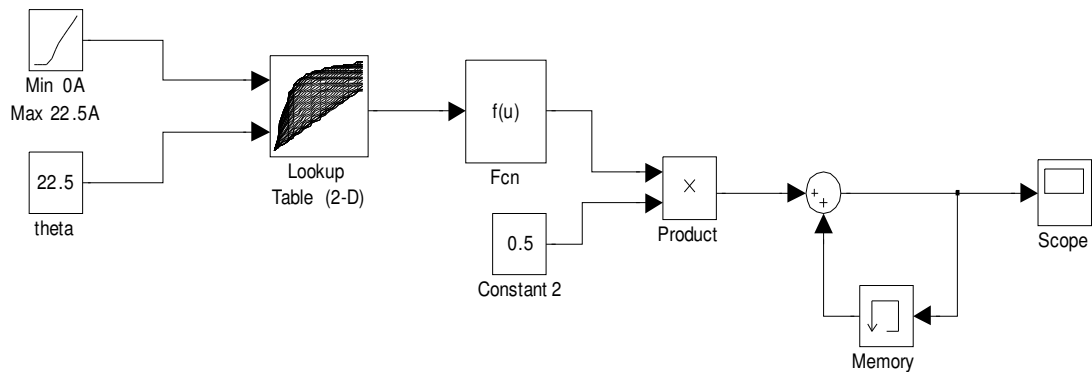 Min 0A
Max 22.5A
22.5
theta
Lookup
Table (2-D)
f(u)
Fcn
0.5
Constant 2
×
Product
+
+
Memory
Scope